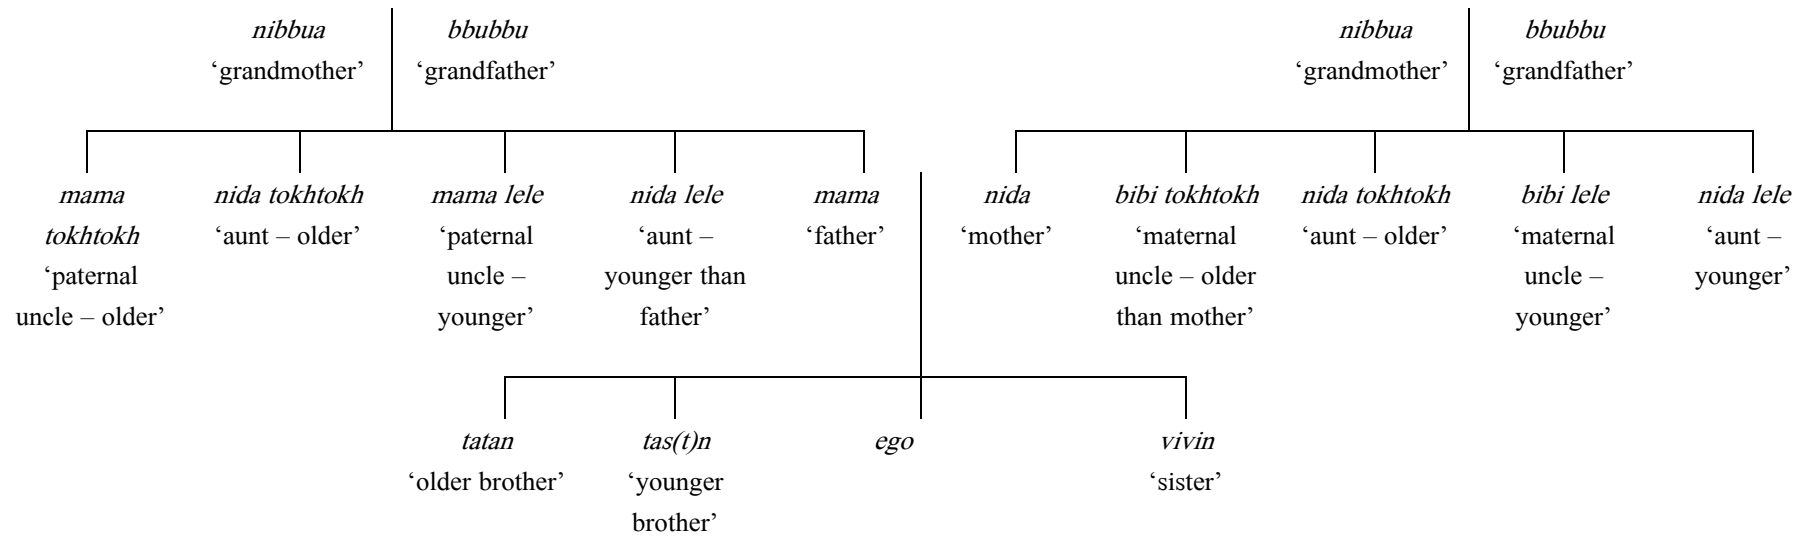 nibbua bbubbu nibbua bbubbu
‘grandmother’ ‘grandfather’ ‘grandmother’ ‘grandfather’
mama nida tokhtokh mama lele nida lele mama nida bibi tokhtokh nida tokhtokh bibi lele nida lele
tokhtokh ‘aunt – older’ ‘paternal ‘aunt – ‘father’ ‘mother’ ‘maternal ‘aunt – older’ ‘maternal ‘aunt –
‘paternal uncle – younger than uncle – older uncle – younger’
uncle – older’ younger’ father’ than mother’ younger’
tatan tas(t)n ego vivin
‘older brother’ ‘younger ‘sister’
brother’